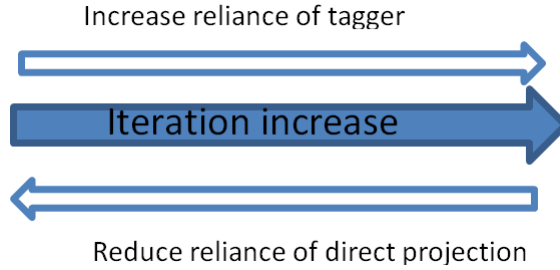 Increase reliance of tagger
Iteration increase
Reduce reliance of direct projection